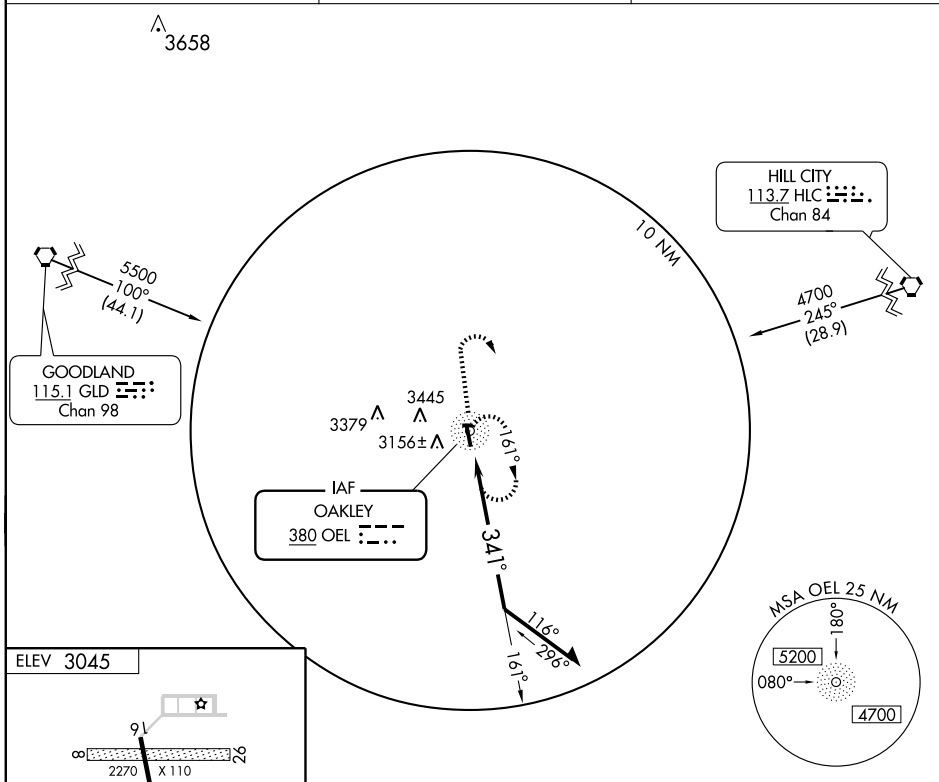 3658
HILL CITY
113.7 HLC
Chan 84
10 NM
5500
100°
(44.1)
4700
245°
(28.9)
GOODLAND
115.1 GLD
Chan 98
3445
3379
3156±
161°
IAF
OAKLEY
380 OEL
341°
116°
296°
161°
MSA OEL 25 NM
180°
5200
080°
4700
ELEV 3045
9
8
26
2270 X 110